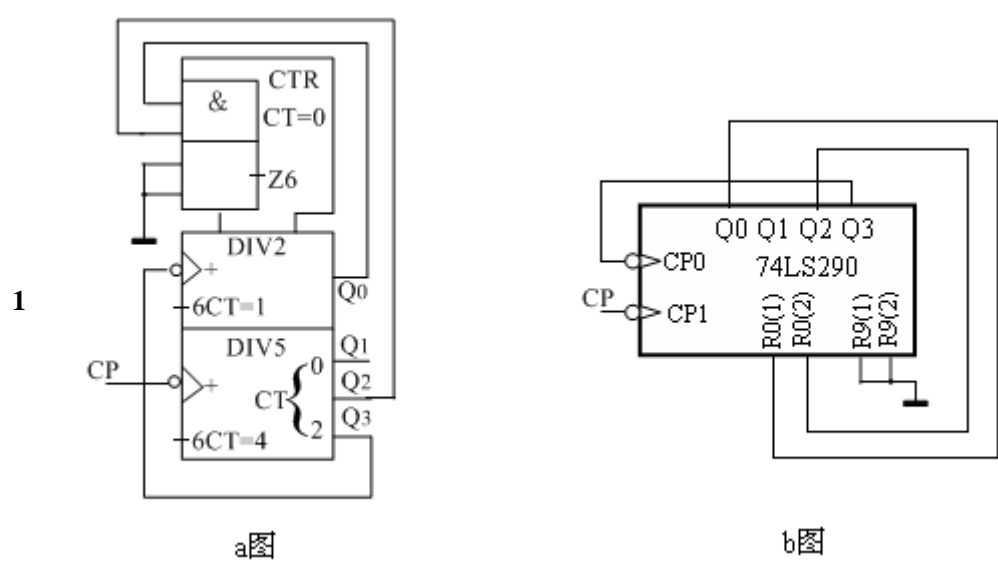 1
CTR
&
CT=0
Z6
DIV2
+
Q0
6CT=1
DIV5
Q1
0
CP
Q2
+
CT{
Q3
2
6CT=4
a图
Q0 Q1 Q2 Q3
CP0
74LS290
CP
CP1
R0(1)
R0(2)
R9(1)
R9(2)
b图